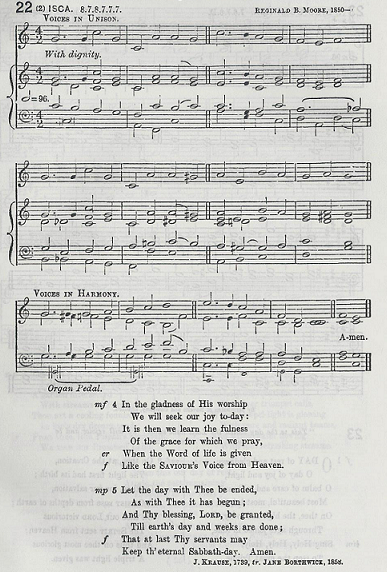 22 (2) ISCA. 8.7.8,7.7.7.
REGINALD B. MOORE, 1850—
VOICES IN UNISON.
With dignity.
=96.
VOICES IN HARMONY.
A-men.
Organ Pedal.
mf 4 In the gladness of His worship
We will seek our joy to-day:
It is then we learn the fulness
Of the grace for which we pray,
cr When the Word of life is given
f Like the SAVIOUR'S Voice from Heaven.
mp 5 Let the day with Thee be ended,
As with Thee it has begun;
And Thy blessing, LORD, be granted,
Till earth's day and weeks are done;
f That at last Thy servants may
Keep th' eternal Sabbath-day. Amen.
J. KRAUSE, 1739, tr. JANE BORTHWICK, 1858.